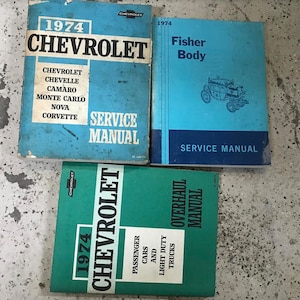 1974
CHEVROLET
CHEVROLET
CHEVELLE
CAMARO
MONTE CARLO
NOVA
CORVETTE
SERVICE
MANUAL
1974
Fisher
Body
SERVICE MANUAL
1974
CHEVROLET
PASSENGER
CARS
AND
LIGHT DUTY
TRUCKS
OVERHAUL
MANUAL